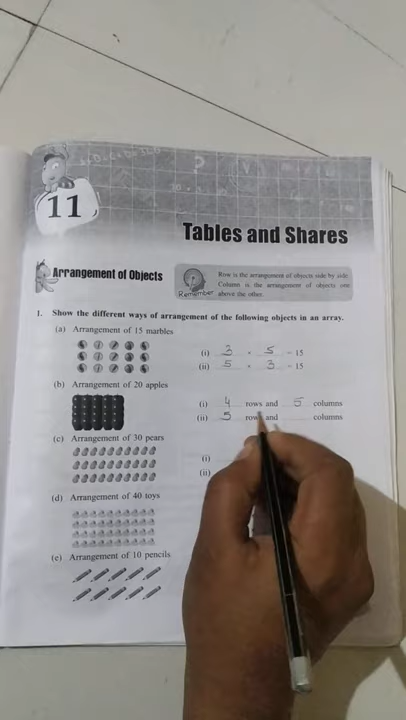 11
Tables and Shares
Arrangement of Objects
Remember
Row is the arrangement of objects side by side.
Column is the arrangement of objects one
above the other.
1. Show the different ways of arrangement of the following objects in an array.
(a) Arrangement of 15 marbles
(i) 3 × 5 = 15
(ii) 5 × 3 = 15
(b) Arrangement of 20 apples
(i) 4 rows and 5 columns
(ii) 5 rows and columns
(c) Arrangement of 30 pears
(i)
(ii)
(d) Arrangement of 40 toys
(e) Arrangement of 10 pencils